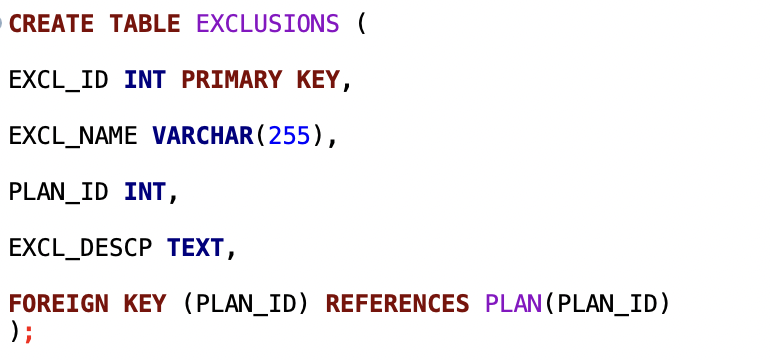 CREATE TABLE EXCLUSIONS (
EXCL_ID INT PRIMARY KEY,
EXCL_NAME VARCHAR(255),
PLAN_ID INT,
EXCL_DESCP TEXT,
FOREIGN KEY (PLAN_ID) REFERENCES PLAN(PLAN_ID)
);